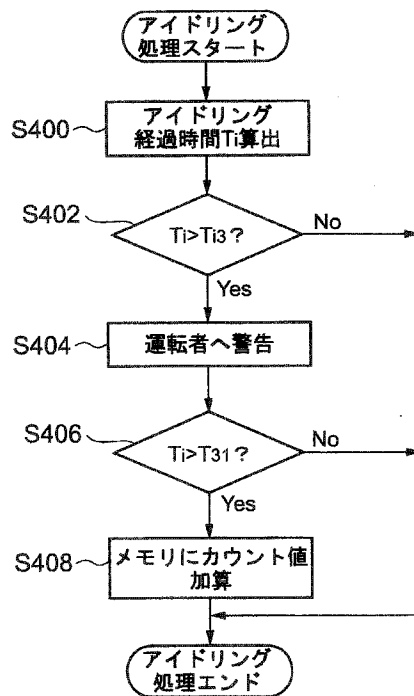 アイドリング
処理スタート
S400
アイドリング
経過時間Ti算出
S402
Ti>Ti3?
No
Yes
S404
運転者へ警告
S406
Ti>T31?
No
Yes
S408
メモリにカウント値
加算
アイドリング
処理エンド